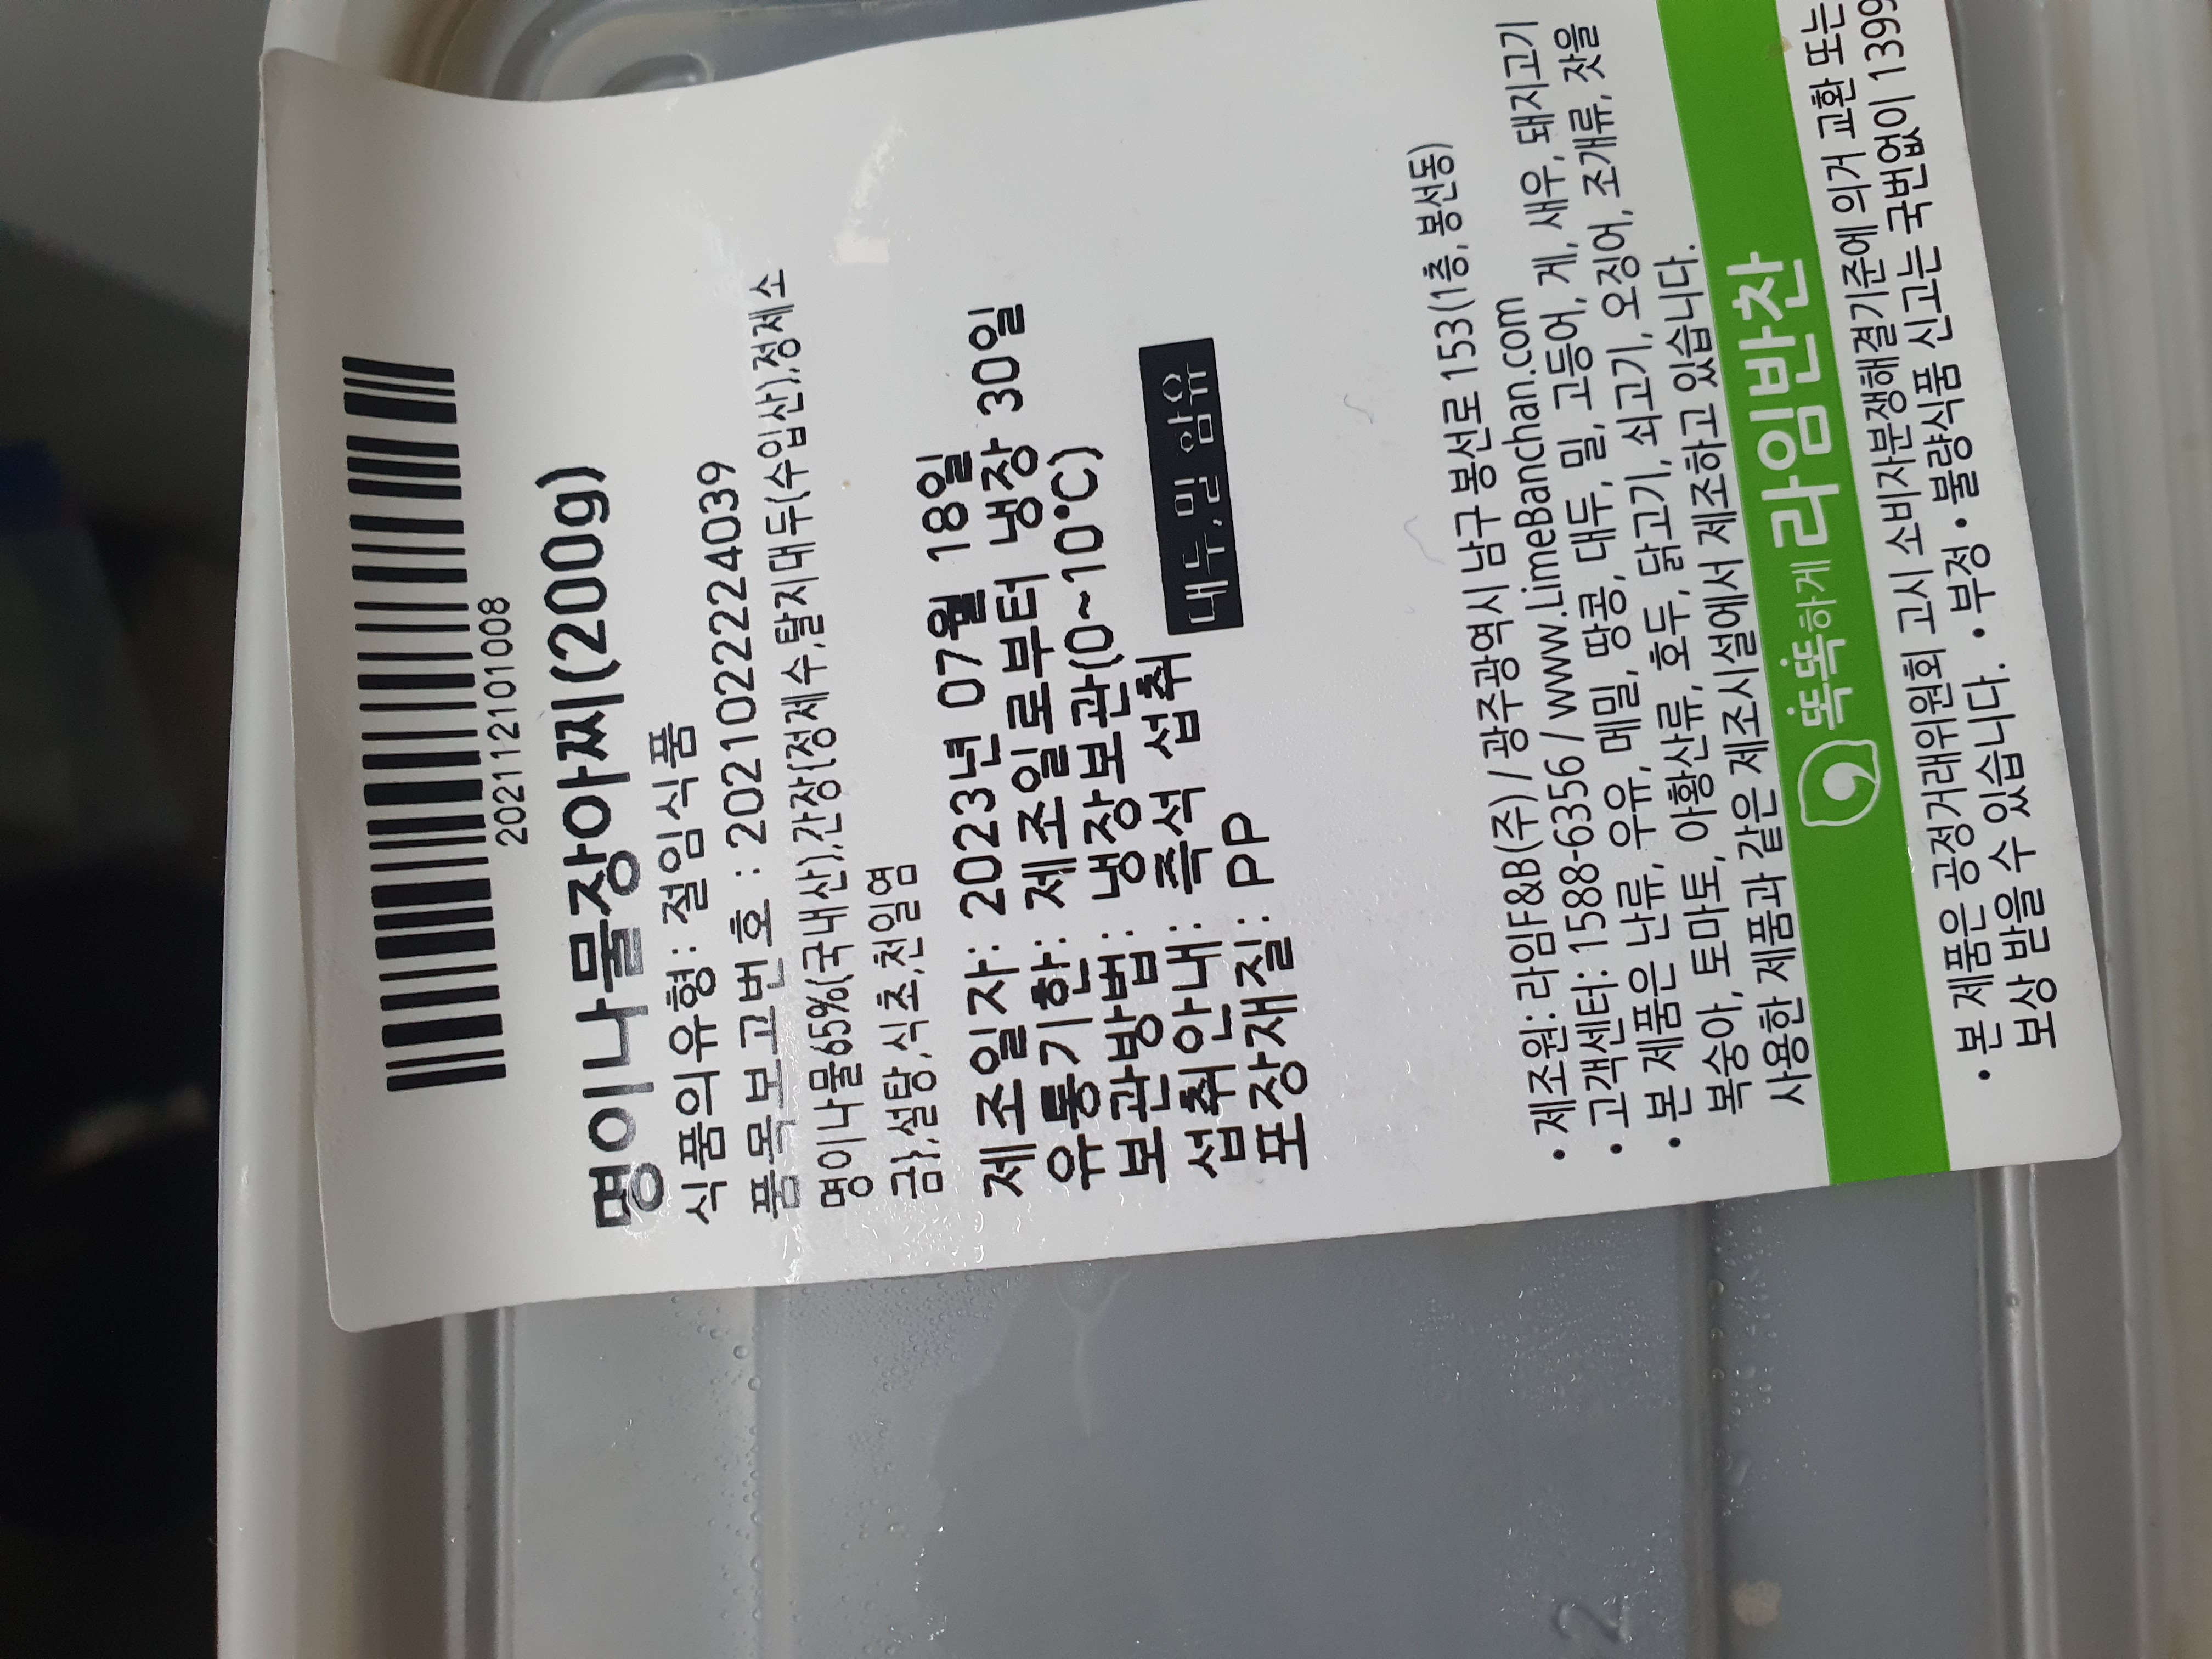 202112101008
명이나물장아찌(200g)
식품의유형: 절임식품
품목보고번호 : 20210222224039
명이나물65%(국내산),간장{정제수,탈지대두(수입산),정제소
금},설탕,식초,천일염
제조일자: 2023년 07월 18일
유통기한: 제조일로부터 냉장 30일
보관방법: 냉장보관(0~10°C)
섭취안내: 즉석 섭취
대두,밀 함유
포장재질: PP
• 제조원: 라임F&B(주) / 광주광역시 남구 봉선로 153(1층, 봉선동)
• 고객센터: 1588-6356 / www.LimeBanchan.com
• 본 제품은 난류, 우유, 메밀, 땅콩, 대두, 밀, 고등어, 게, 새우, 돼지고기
복숭아, 토마토, 아황산류, 호두, 닭고기, 쇠고기, 오징어, 조개류, 잣을
사용한 제품과 같은 제조시설에서 제조하고 있습니다.
똑똑하게 라임반찬
• 본 제품은 공정거래위원회 고시 소비자분쟁해결기준에 의거 교환 또는
보상 받을 수 있습니다. • 부정 • 불량식품 신고는 국번없이 1399
2